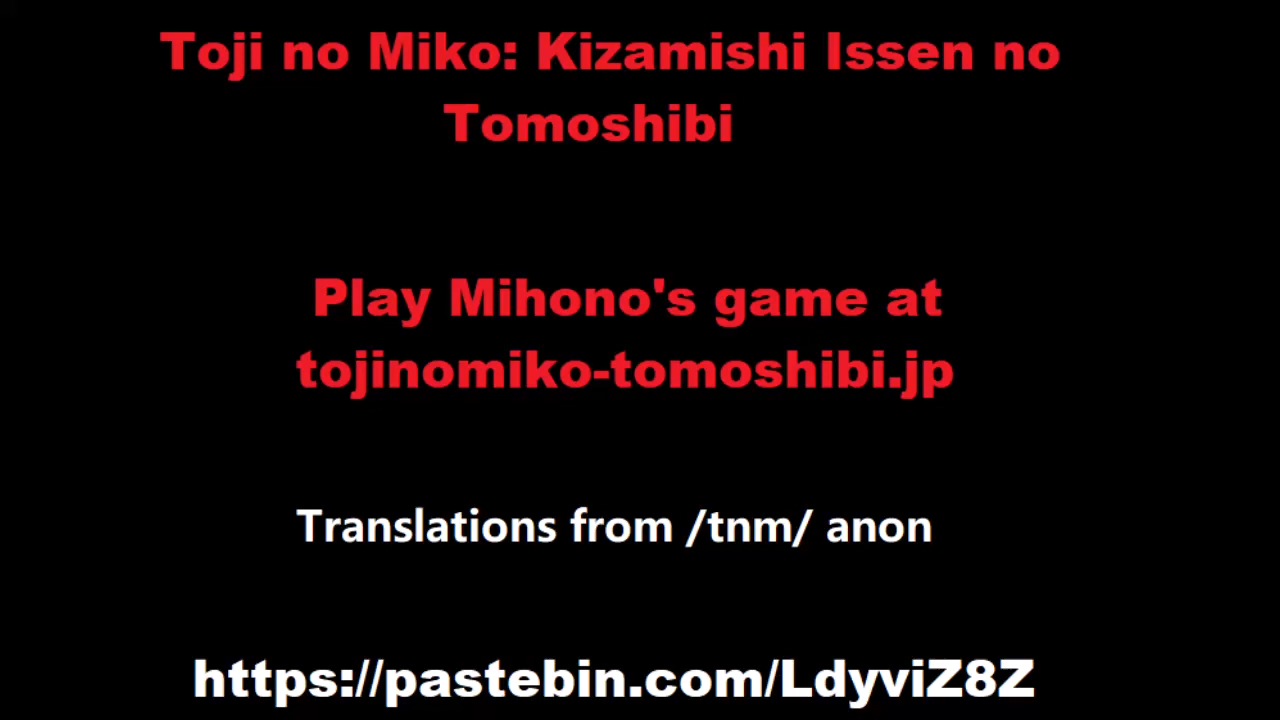 Toji no Miko: Kizamishi Issen no
Tomoshibi
Play Mihono's game at
tojinomiko-tomoshibi.jp
Translations from /tnm/ anon
https://pastebin.com/LdyviZ8Z